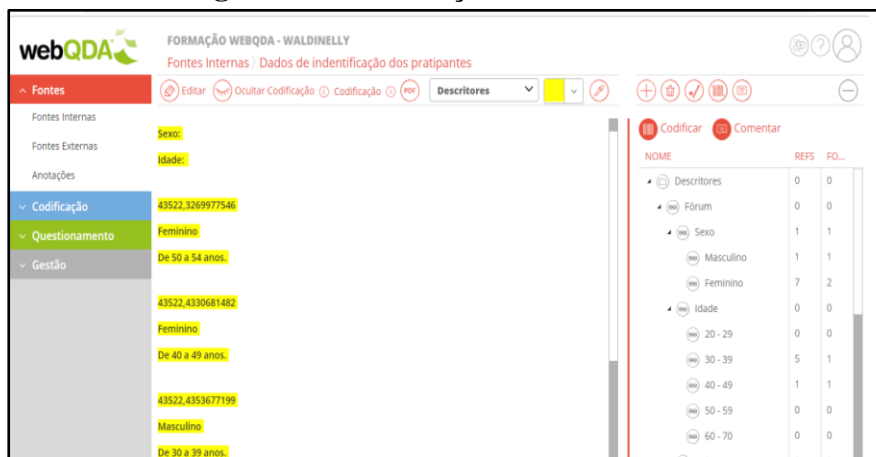 webQDA
FORMAÇÃO WEBQDA - WALDINELLY
Fontes Internas 〉 Dados de indentificação dos pratipantes
Fontes
Fontes Internas
Fontes Externas
Anotações
Codificação
Questionamento
Gestão
Editar Ocultar Codificação Codificação PDF Descritores
Sexo:
Idade:
43522,3269977546
Feminino
De 50 a 54 anos.
43522,4330681482
Feminino
De 40 a 49 anos.
43522,4353677199
Masculino
De 30 a 39 anos.
Codificar Comentar
NOME REFS FO...
Descritores 0 0
Fórum 0 0
Sexo 1 1
Masculino 1 1
Feminino 7 2
Idade 0 0
20 - 29 0 0
30 - 39 5 1
40 - 49 1 1
50 - 59 0 0
60 - 70 0 0